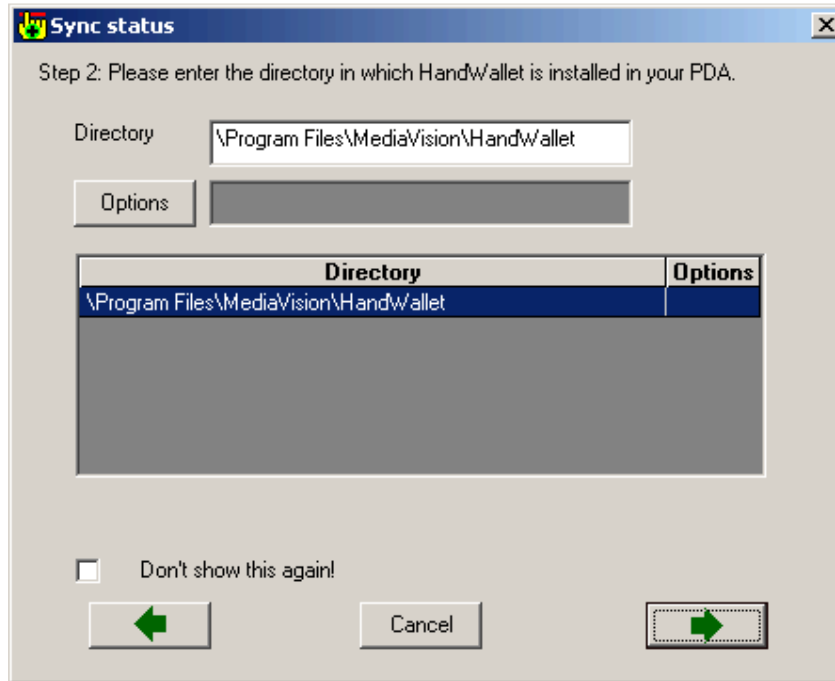 Sync status
Step 2: Please enter the directory in which HandWallet is installed in your PDA.
Directory
\Program Files\MediaVision\HandWallet
Options
Directory Options
\Program Files\MediaVision\HandWallet
Don't show this again!
Cancel